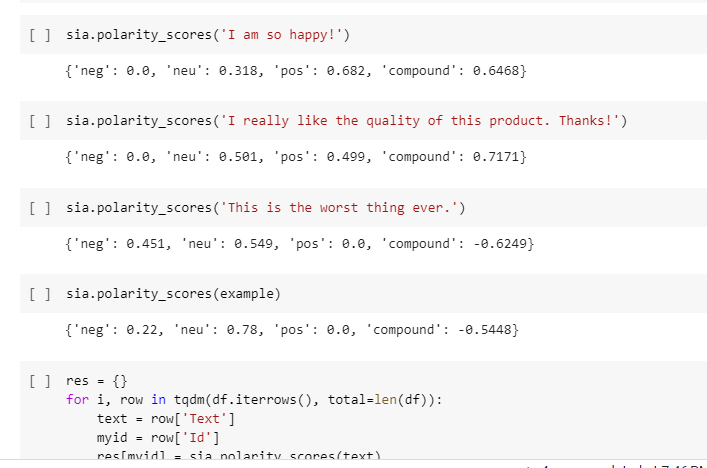 [ ] sia.polarity_scores('I am so happy!')
{'neg': 0.0, 'neu': 0.318, 'pos': 0.682, 'compound': 0.6468}
[ ] sia.polarity_scores('I really like the quality of this product. Thanks!')
{'neg': 0.0, 'neu': 0.501, 'pos': 0.499, 'compound': 0.7171}
[ ] sia.polarity_scores('This is the worst thing ever.')
{'neg': 0.451, 'neu': 0.549, 'pos': 0.0, 'compound': -0.6249}
[ ] sia.polarity_scores(example)
{'neg': 0.22, 'neu': 0.78, 'pos': 0.0, 'compound': -0.5448}
[ ] res = {}
for i, row in tqdm(df.iterrows(), total=len(df)):
text = row['Text']
myid = row['Id']
res[myid] = sia.polarity_scores(text)